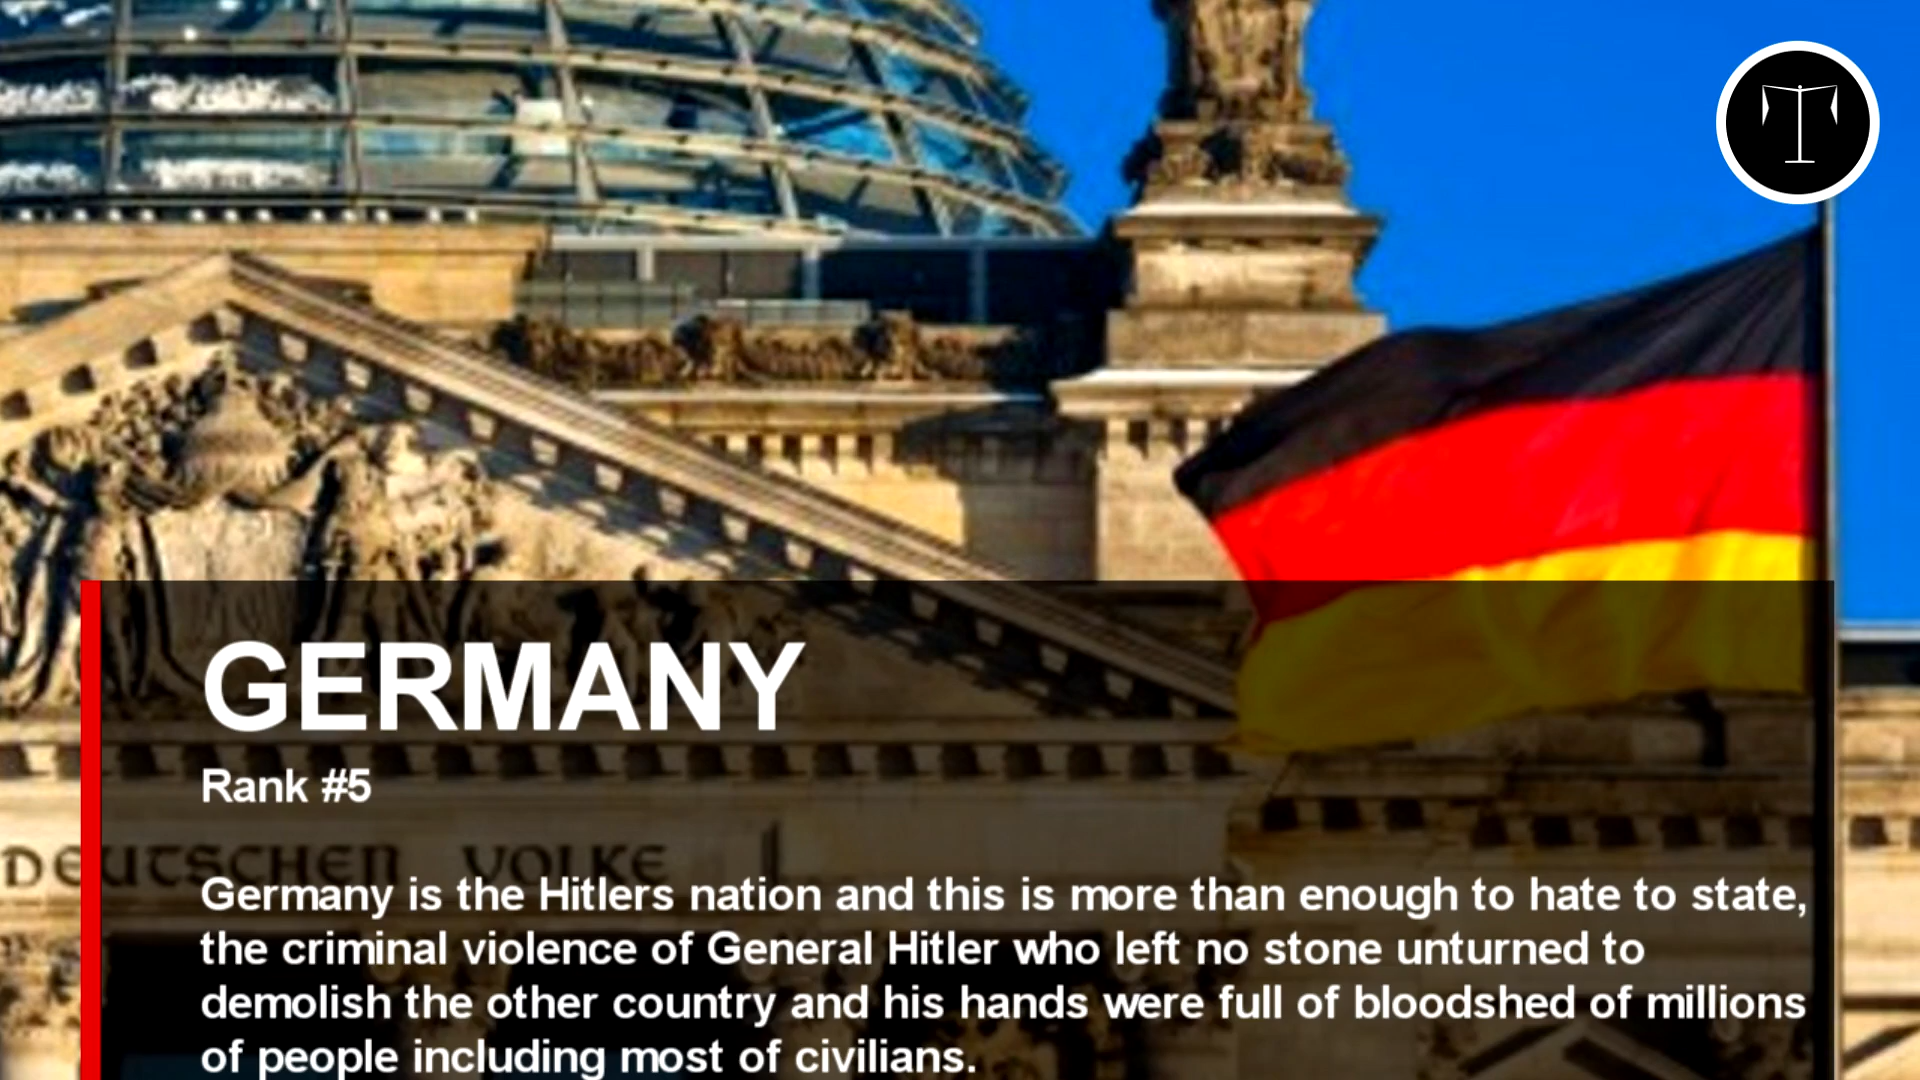 GERMANY
Rank #5
DEUTSCHEN VOLKE
Germany is the Hitlers nation and this is more than enough to hate to state,
the criminal violence of General Hitler who left no stone unturned to
demolish the other country and his hands were full of bloodshed of millions
of people including most of civilians.